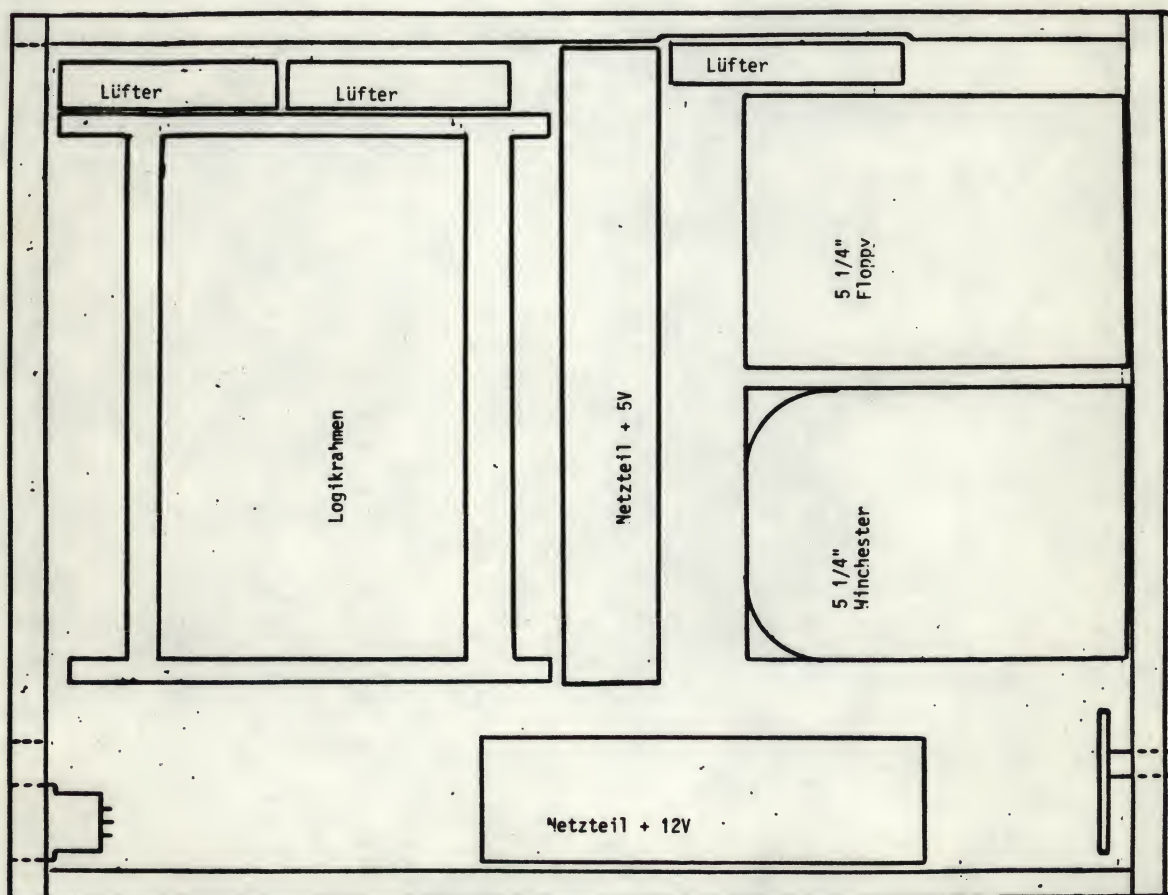 Lüfter
Lüfter
Lüfter
5 1/4"
Floppy
Logikrahmen
Netzteil + 5V
5 1/4"
Winchester
Netzteil + 12V